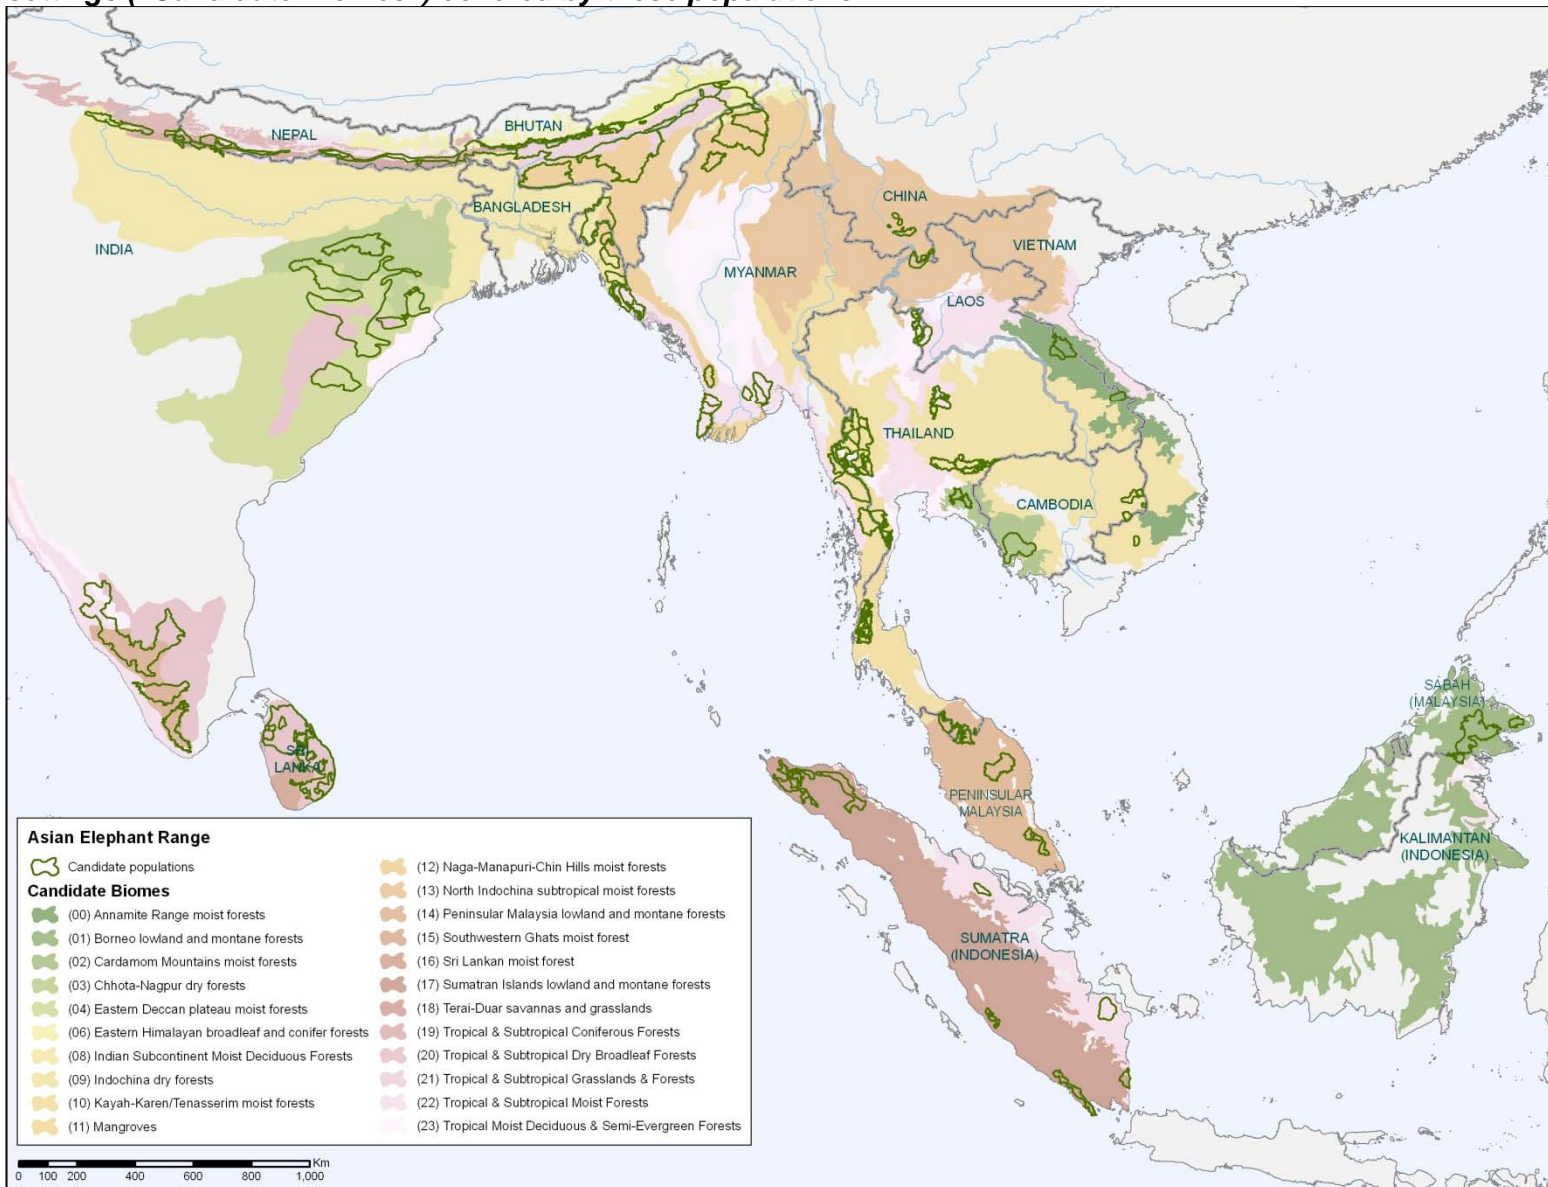 NEPAL
BHUTAN
BANGLADESH
INDIA
CHINA
VIETNAM
MYANMAR
LAOS
THAILAND
CAMBODIA
SRI
LANKA
SABAH
(MALAYSIA)
PENINSULAR
MALAYSIA
KALIMANTAN
(INDONESIA)
SUMATRA
(INDONESIA)
Asian Elephant Range
Candidate populations
Candidate Biomes
(00) Annamite Range moist forests
(01) Borneo lowland and montane forests
(02) Cardamom Mountains moist forests
(03) Chhota-Nagpur dry forests
(04) Eastern Deccan plateau moist forests
(06) Eastern Himalayan broadleaf and conifer forests
(08) Indian Subcontinent Moist Deciduous Forests
(09) Indochina dry forests
(10) Kayah-Karen/Tenasserim moist forests
(11) Mangroves
(12) Naga-Manapuri-Chin Hills moist forests
(13) North Indochina subtropical moist forests
(14) Peninsular Malaysia lowland and montane forests
(15) Southwestern Ghats moist forest
(16) Sri Lankan moist forest
(17) Sumatran Islands lowland and montane forests
(18) Terai-Duar savannas and grasslands
(19) Tropical & Subtropical Coniferous Forests
(20) Tropical & Subtropical Dry Broadleaf Forests
(21) Tropical & Subtropical Grasslands & Forests
(22) Tropical & Subtropical Moist Forests
(23) Tropical Moist Deciduous & Semi-Evergreen Forests
Km
0 100 200 400 600 800 1,000